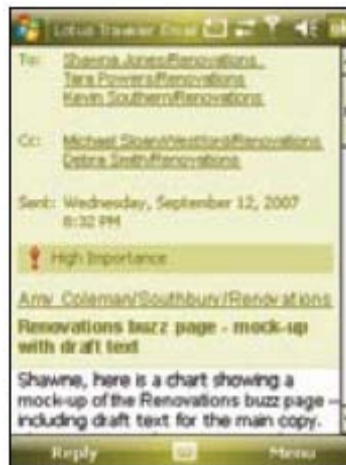 Lotus Traveler Email
To: Shawna Jones/Renovations,
Tara Powers/Renovations
Kevin Southern/Renovations
Cc: Michael Sloan/Westford/Renovations
Debra Smith/Renovations
Sent: Wednesday, September 12, 2007
8:32 PM
High Importance
Amy Coleman/Southbury/Renovations
Renovations buzz page - mock-up
with draft text
Shawne, here is a chart showing a
mock-up of the Renovations buzz page –
including draft text for the main copy.
Reply Menu